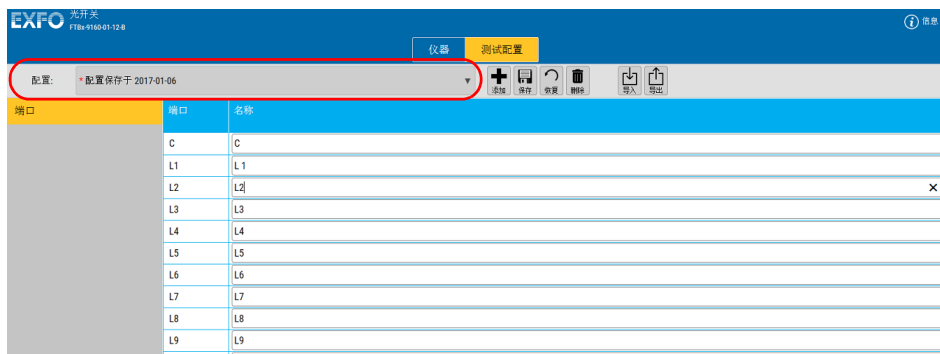 EXFO 光开关
FTBx-9160-01-12-B
信息
仪器 测试配置
配置: * 配置保存于 2017-01-06
添加 保存 恢复 删除 导入 导出
端口 端口 名称
C C
L1 L 1
L2 L2
L3 L3
L4 L4
L5 L5
L6 L6
L7 L7
L8 L8
L9 L9